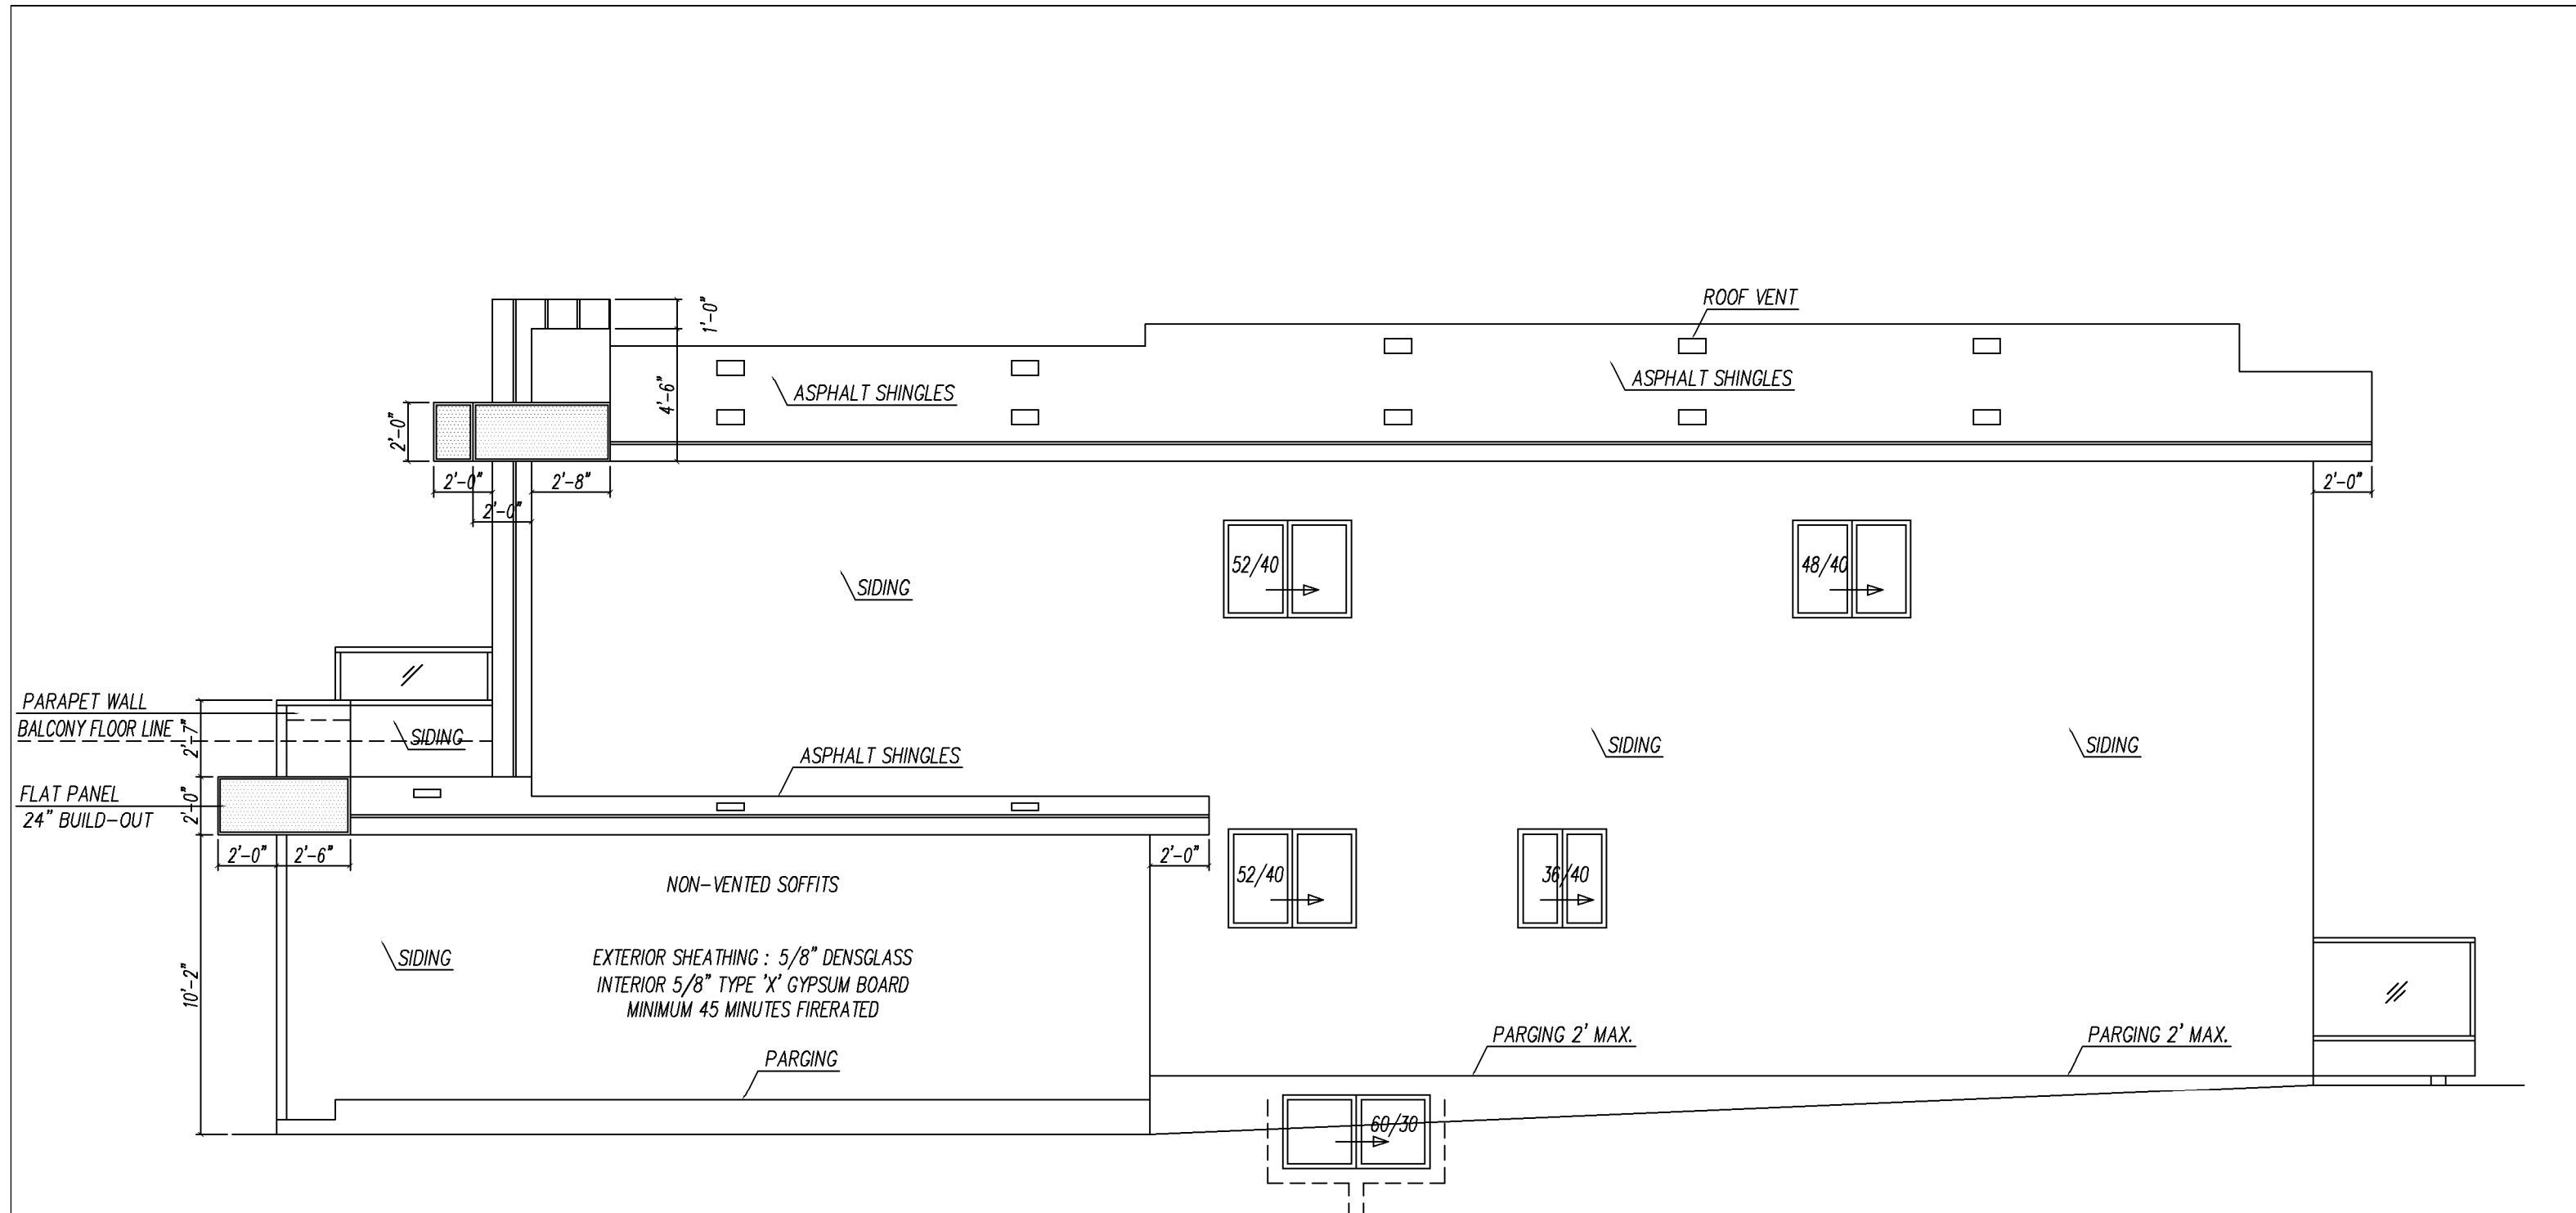 ROOF VENT
1'-0"
ASPHALT SHINGLES
ASPHALT SHINGLES
4'-6"
2'-0"
2'-0"
2'-8"
2'-0"
2'-0"
52/40
48/40
SIDING
PARAPET WALL
BALCONY FLOOR LINE
2'-7"
SIDING
SIDING
SIDING
ASPHALT SHINGLES
FLAT PANEL
24" BUILD-OUT
2'-0"
2'-0"
2'-6"
2'-0"
52/40
36/40
NON-VENTED SOFFITS
SIDING
EXTERIOR SHEATHING : 5/8" DENSGLASS
INTERIOR 5/8" TYPE 'X' GYPSUM BOARD
MINIMUM 45 MINUTES FIRERATED
10'-2"
PARGING
PARGING 2' MAX.
PARGING 2' MAX.
60/30